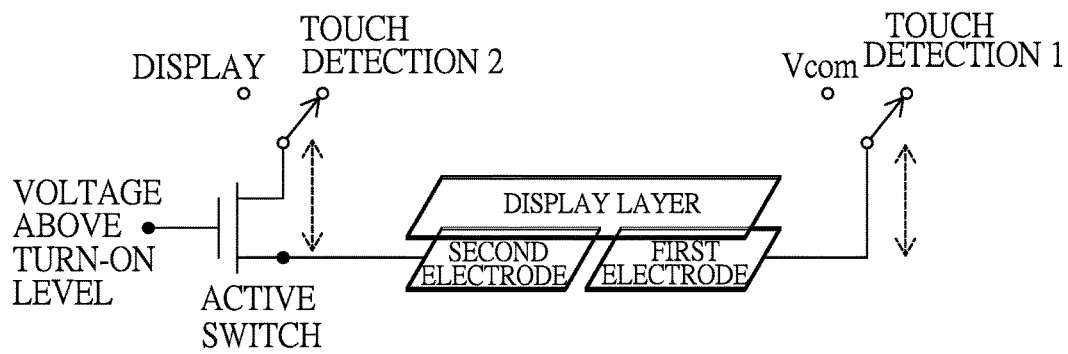 TOUCH
DETECTION 2
DISPLAY
TOUCH
DETECTION 1
Vcom
VOLTAGE
ABOVE
TURN-ON
LEVEL
ACTIVE
SWITCH
DISPLAY LAYER
SECOND
ELECTRODE
FIRST
ELECTRODE